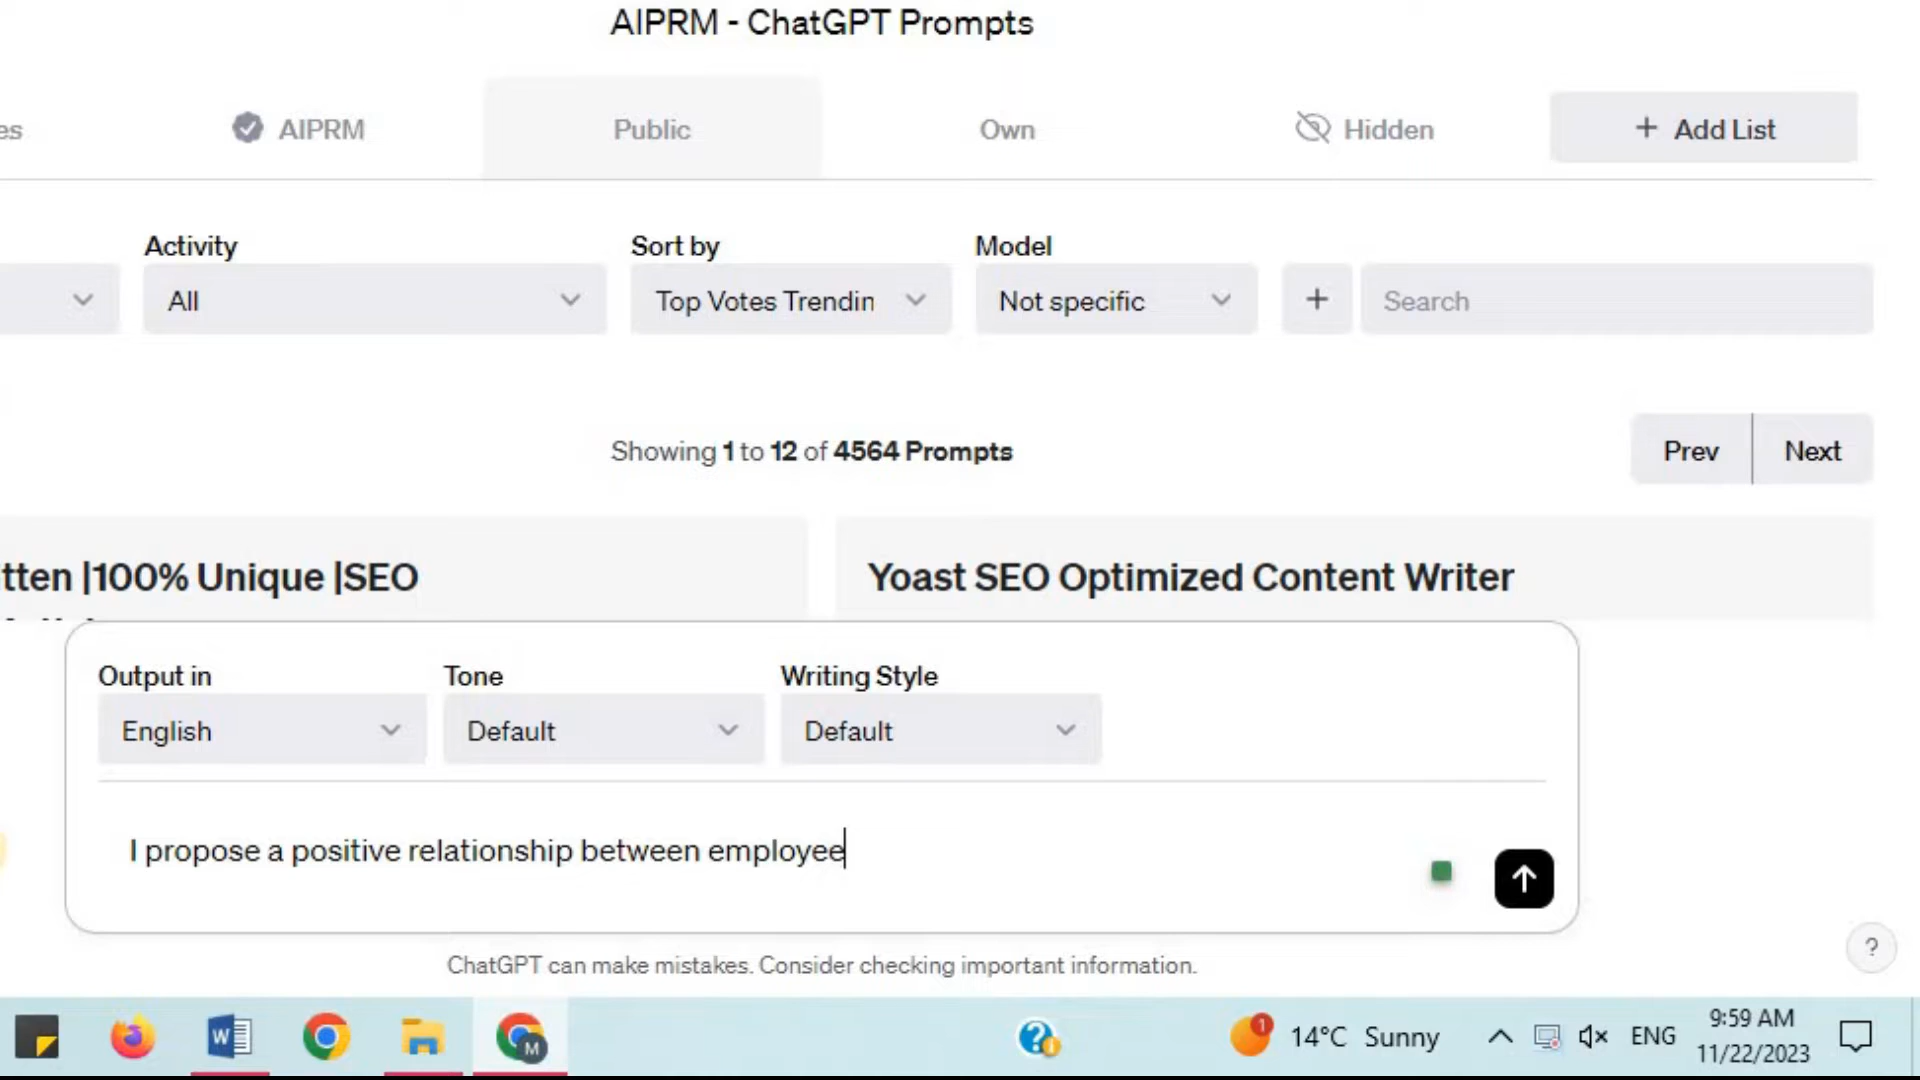 AIPRM - ChatGPT Prompts
es AIPRM Public Own Hidden + Add List
Activity Sort by Model
All Top Votes Trendin Not specific + Search
Showing 1 to 12 of 4564 Prompts Prev Next
tten |100% Unique |SEO Yoast SEO Optimized Content Writer
Output in Tone Writing Style
English Default Default
I propose a positive relationship between employee
ChatGPT can make mistakes. Consider checking important information.
?
W M ? 1 14°C Sunny ENG 9:59 AM
11/22/2023